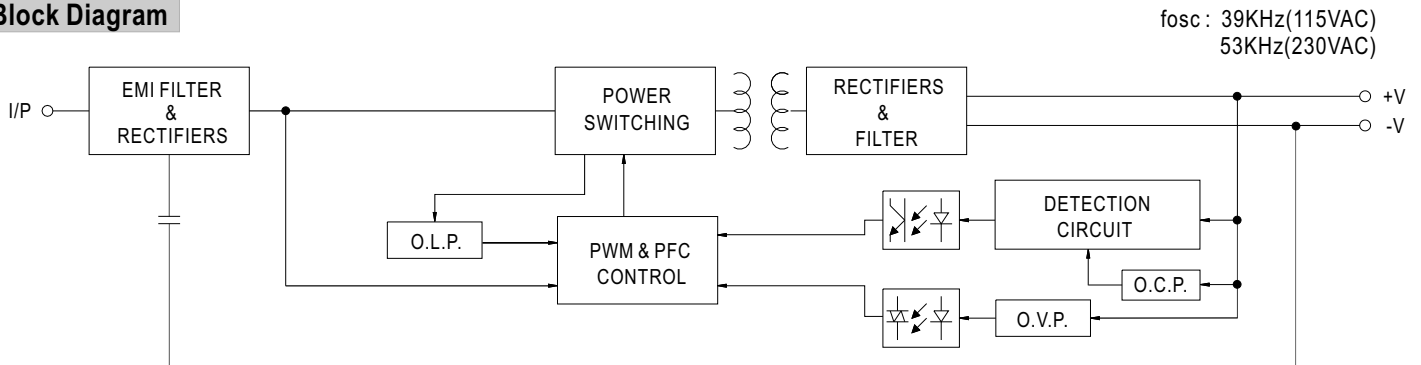 Block Diagram
fosc : 39KHz(115VAC)
53KHz(230VAC)
I/P
EMI FILTER
&
RECTIFIERS
POWER
SWITCHING
RECTIFIERS
&
FILTER
+V
-V
O.L.P.
PWM & PFC
CONTROL
DETECTION
CIRCUIT
O.C.P.
O.V.P.